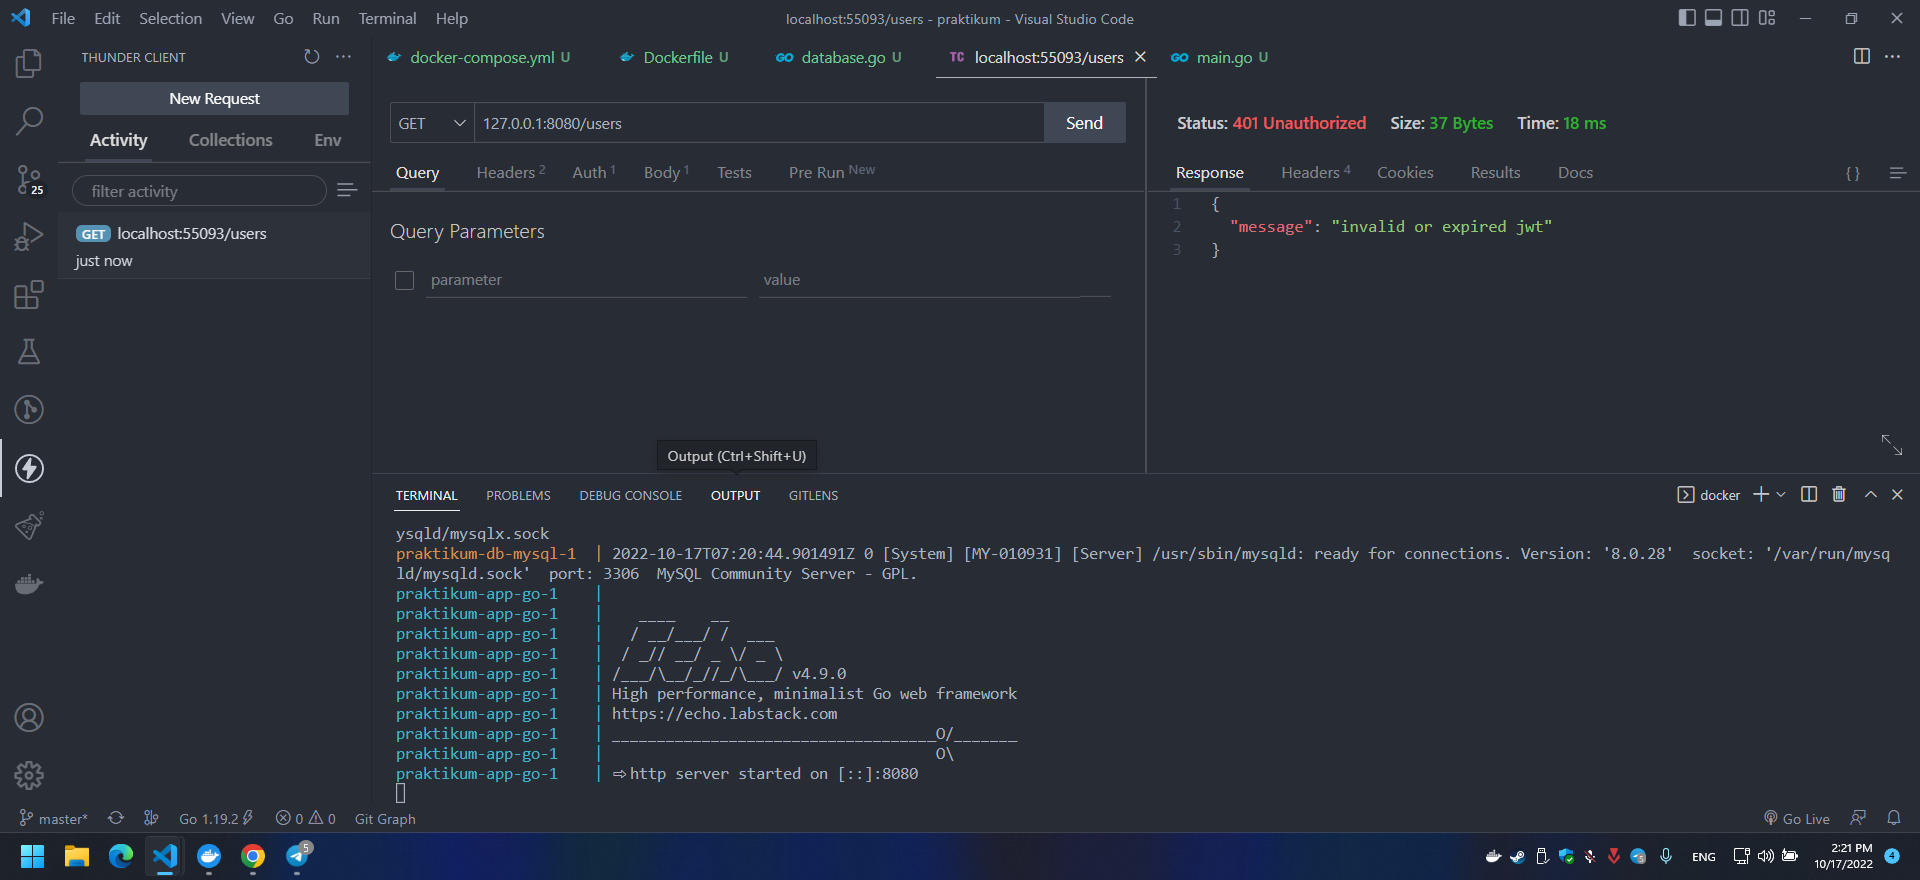 File Edit Selection View Go Run Terminal Help
localhost:55093/users - praktikum - Visual Studio Code
THUNDER CLIENT
New Request
Activity Collections Env
filter activity
GET localhost:55093/users
just now
25
docker-compose.yml U
Dockerfile U
GO database.go U
TC localhost:55093/users
GO main.go U
GET 127.0.0.1:8080/users Send
Query Headers 2 Auth 1 Body 1 Tests Pre Run New
Query Parameters
parameter value
Status: 401 Unauthorized Size: 37 Bytes Time: 18 ms
Response Headers 4 Cookies Results Docs { }
1 {
2 "message": "invalid or expired jwt"
3 }
Output (Ctrl+Shift+U)
TERMINAL PROBLEMS DEBUG CONSOLE OUTPUT GITLENS
docker
ysqld/mysqlx.sock
praktikum-db-mysql-1 | 2022-10-17T07:20:44.901491Z 0 [System] [MY-010931] [Server] /usr/sbin/mysqld: ready for connections. Version: '8.0.28' socket: '/var/run/mysq
ld/mysqld.sock' port: 3306 MySQL Community Server - GPL.
praktikum-app-go-1 |
praktikum-app-go-1 |    ____    __
praktikum-app-go-1 |   / __/___/ /  ___
praktikum-app-go-1 |  / _// __/ _ \/ _ \
praktikum-app-go-1 | /___/\__/_//_/\___/ v4.9.0
praktikum-app-go-1 | High performance, minimalist Go web framework
praktikum-app-go-1 | https://echo.labstack.com
praktikum-app-go-1 | ____________________________________O/_______
praktikum-app-go-1 |                                     O\
praktikum-app-go-1 | ⇨ http server started on [::]:8080
master* Go 1.19.2 0 0 Git Graph
Go Live
5
5
ENG
2:21 PM
10/17/2022
4